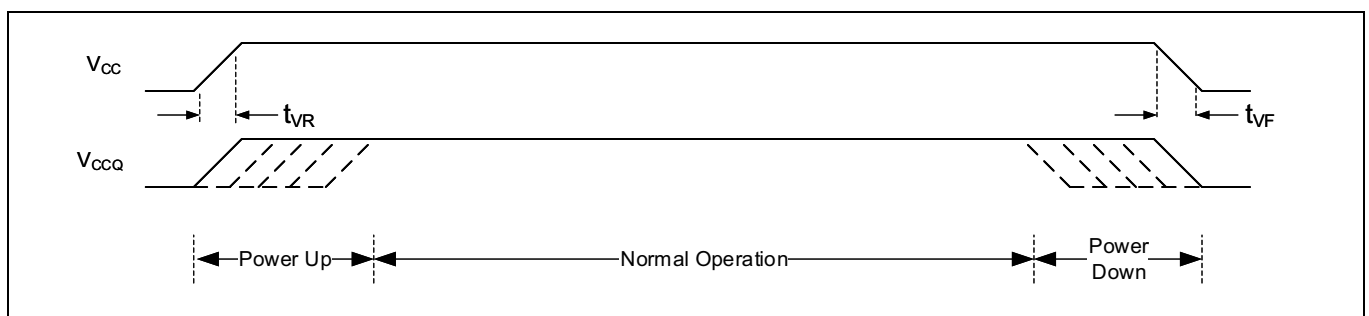 VCC
tVR
tVF
VCCQ
Power Up
Normal Operation
Power
Down